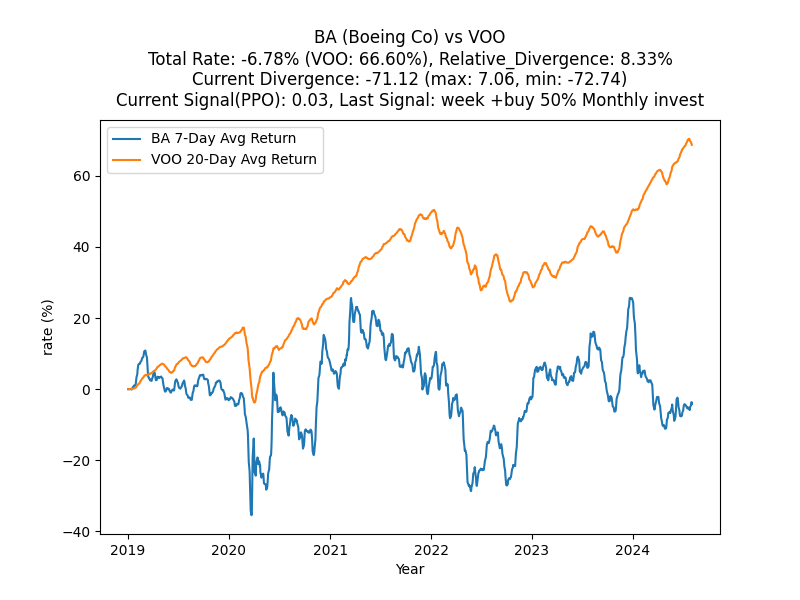 BA (Boeing Co) vs VOO
Total Rate: -6.78% (VOO: 66.60%), Relative_Divergence: 8.33%
Current Divergence: -71.12 (max: 7.06, min: -72.74)
Current Signal(PPO): 0.03, Last Signal: week +buy 50% Monthly invest
BA 7-Day Avg Return
VOO 20-Day Avg Return
60
40
20
0
−20
−40
rate (%)
2019 2020 2021 2022 2023 2024
Year